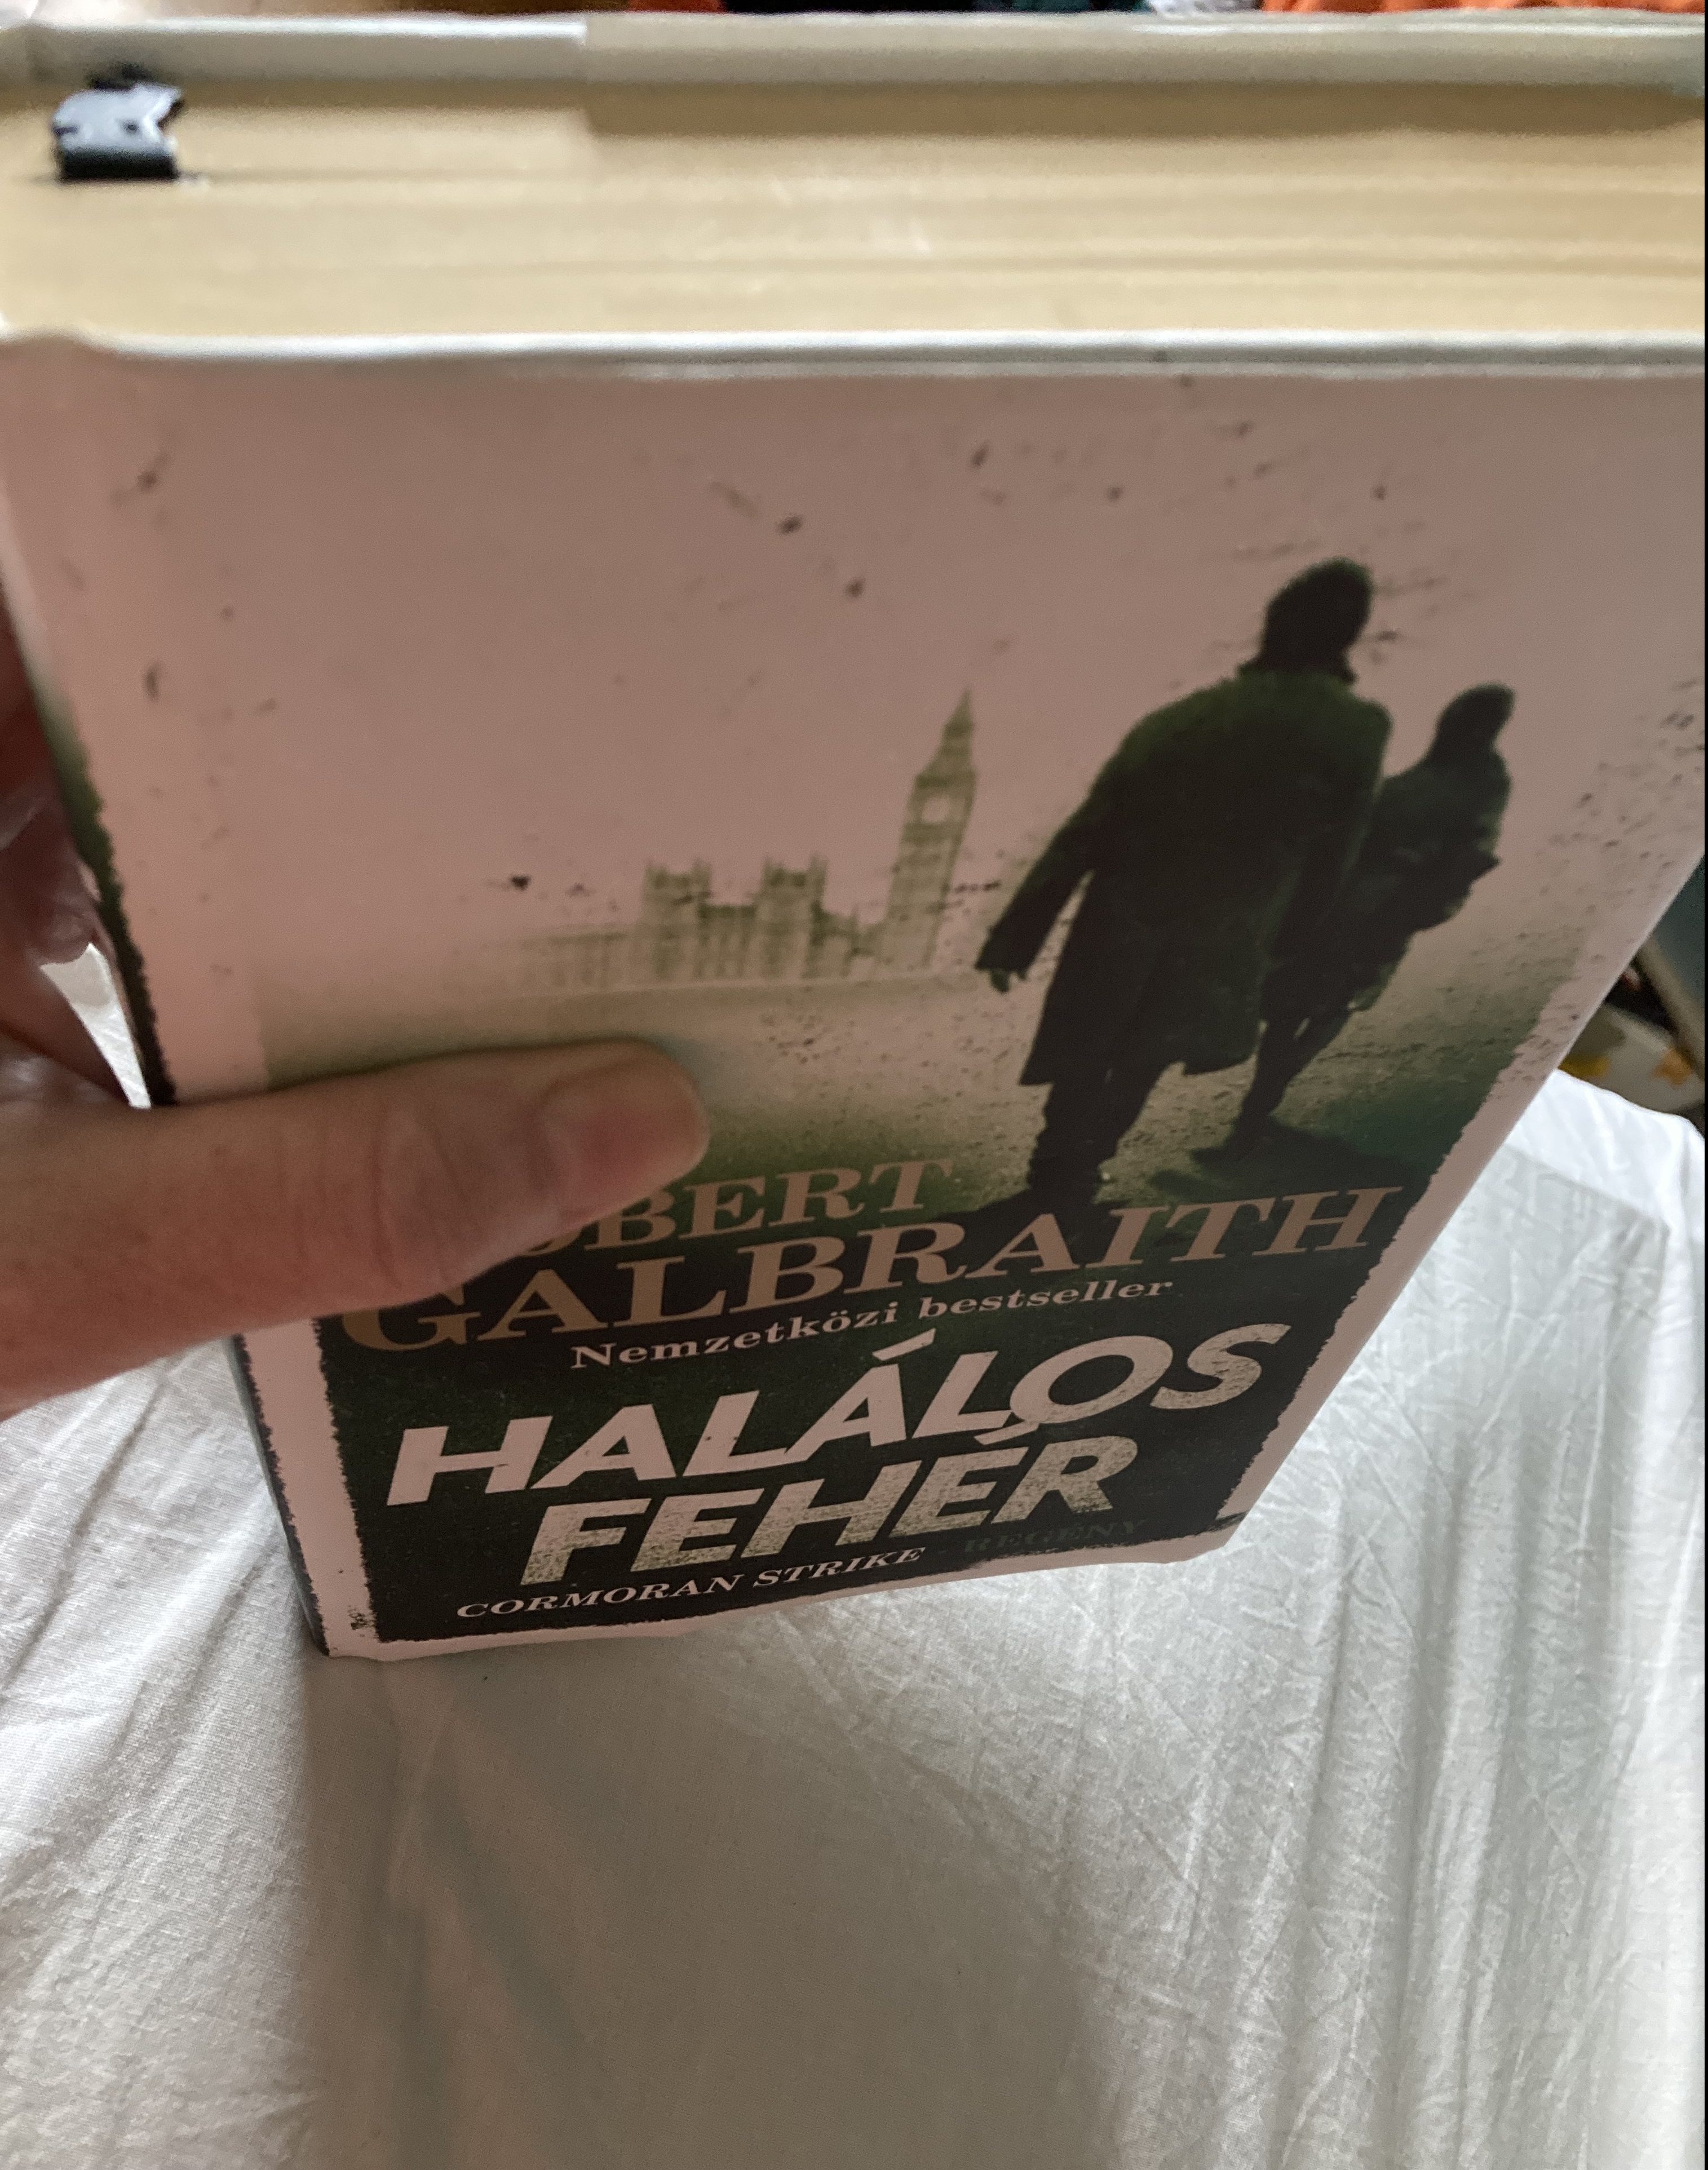 OBERT
GALBRAITH
Nemzetközi bestseller
HALÁLOS
FEHÉR
CORMORAN STRIKE - REGÉNY